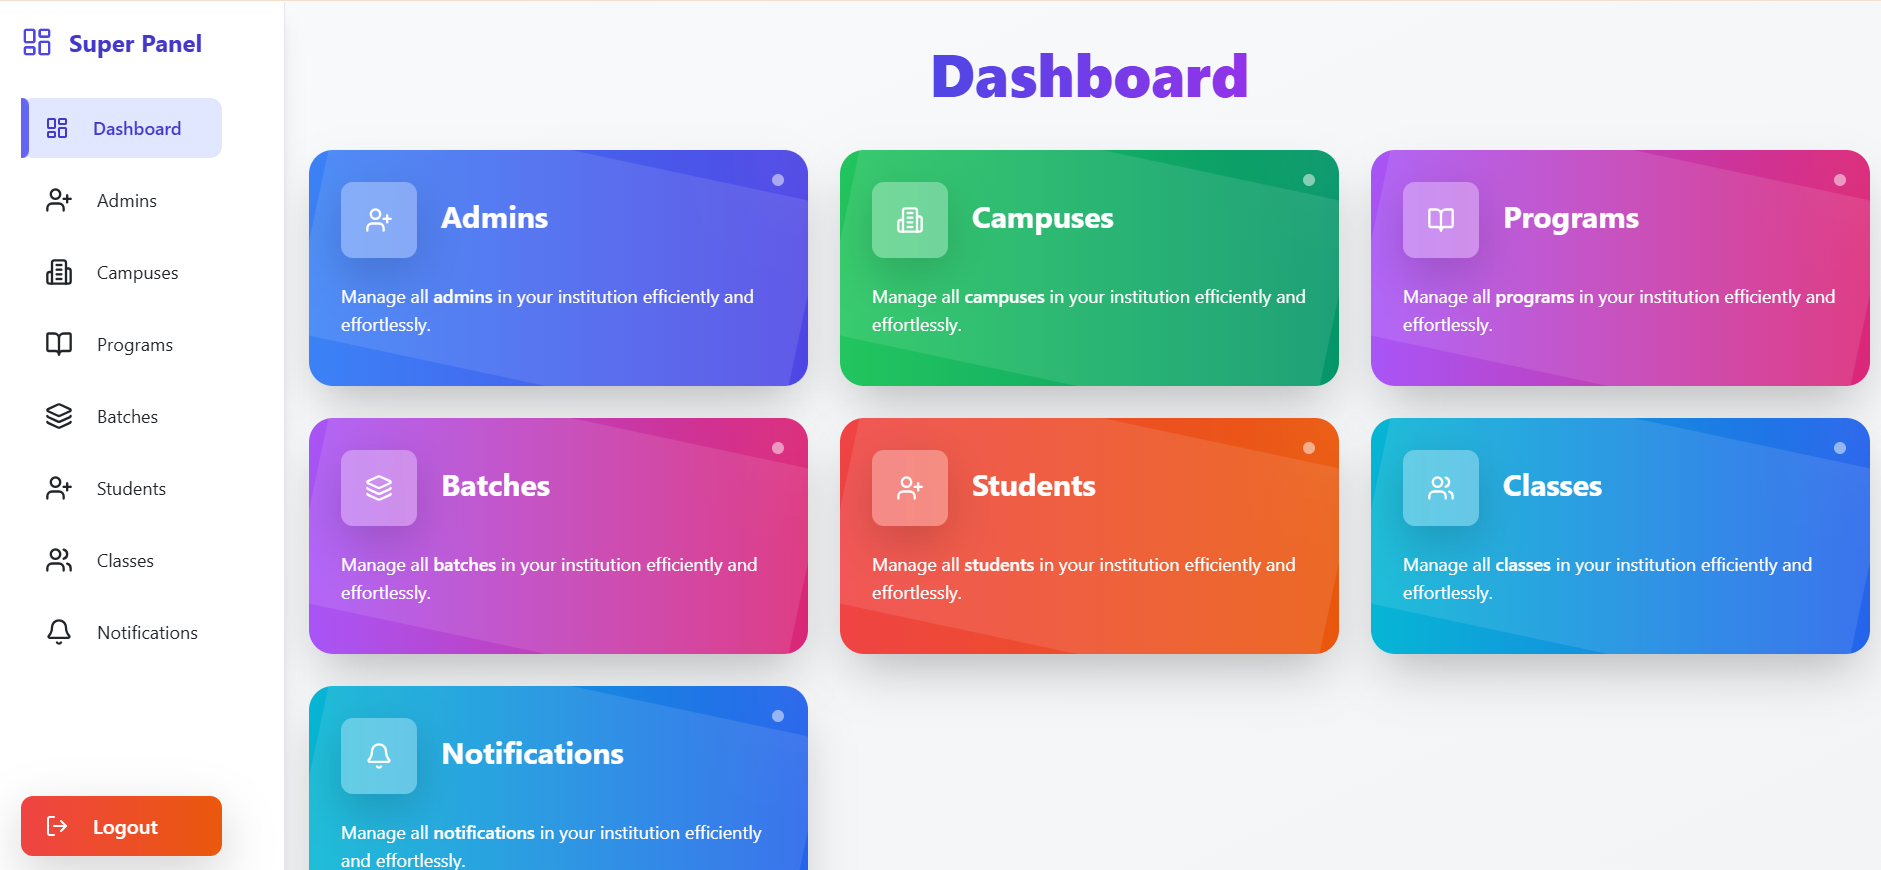 Super Panel
Dashboard
Admins
Campuses
Programs
Batches
Students
Classes
Notifications
Logout
Dashboard
Admins
Manage all admins in your institution efficiently and
effortlessly.
Campuses
Manage all campuses in your institution efficiently and
effortlessly.
Programs
Manage all programs in your institution efficiently and
effortlessly.
Batches
Manage all batches in your institution efficiently and
effortlessly.
Students
Manage all students in your institution efficiently and
effortlessly.
Classes
Manage all classes in your institution efficiently and
effortlessly.
Notifications
Manage all notifications in your institution efficiently
and effortlessly.